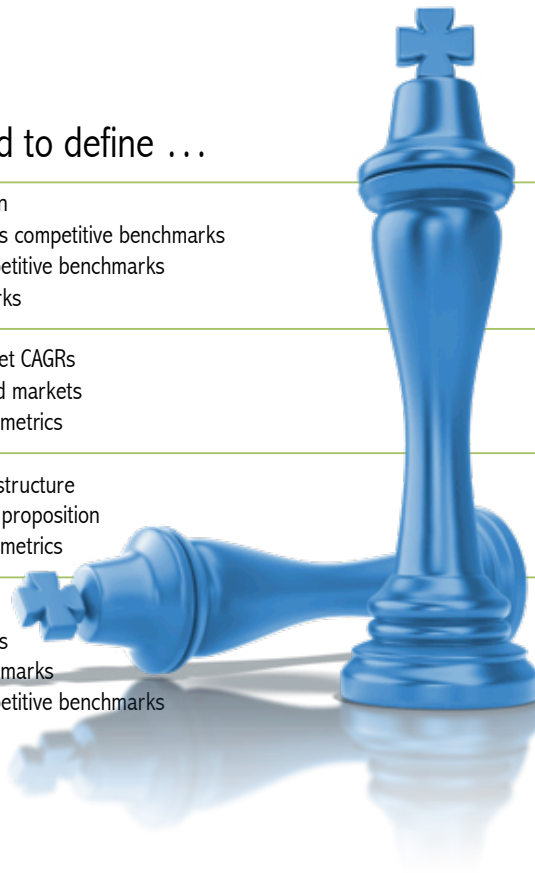 d to define …
n
s competitive benchmarks
etitive benchmarks
rks
et CAGRs
d markets
metrics
structure
proposition
metrics
s
marks
etitive benchmarks